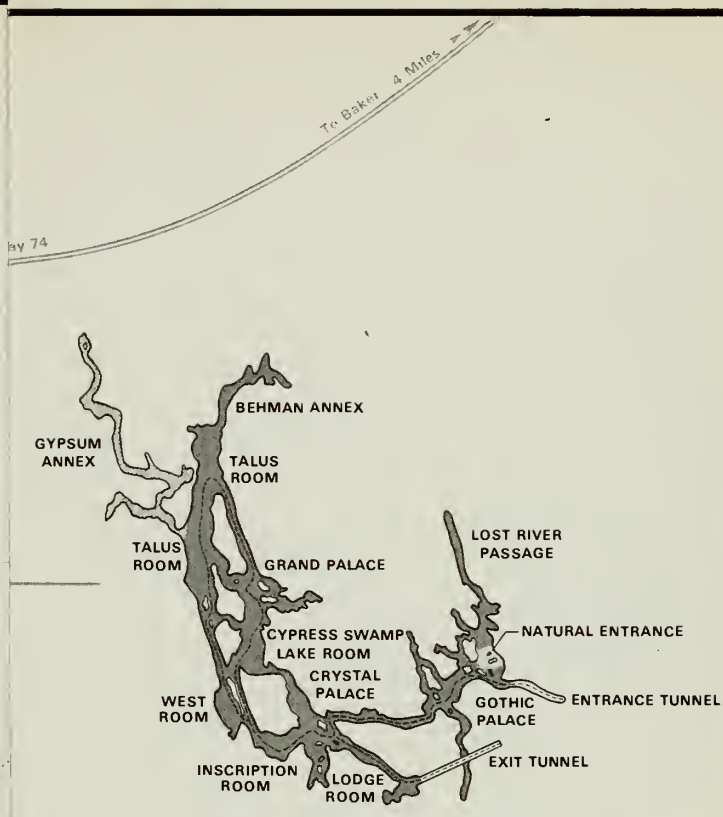 To Baker 4 Miles
ay 74
BEHMAN ANNEX
GYPSUM
ANNEX
TALUS
ROOM
LOST RIVER
PASSAGE
TALUS
ROOM
GRAND PALACE
NATURAL ENTRANCE
CYPRESS SWAMP
LAKE ROOM
CRYSTAL
PALACE
WEST
ROOM
GOTHIC
PALACE
ENTRANCE TUNNEL
EXIT TUNNEL
INSCRIPTION
ROOM
LODGE
ROOM